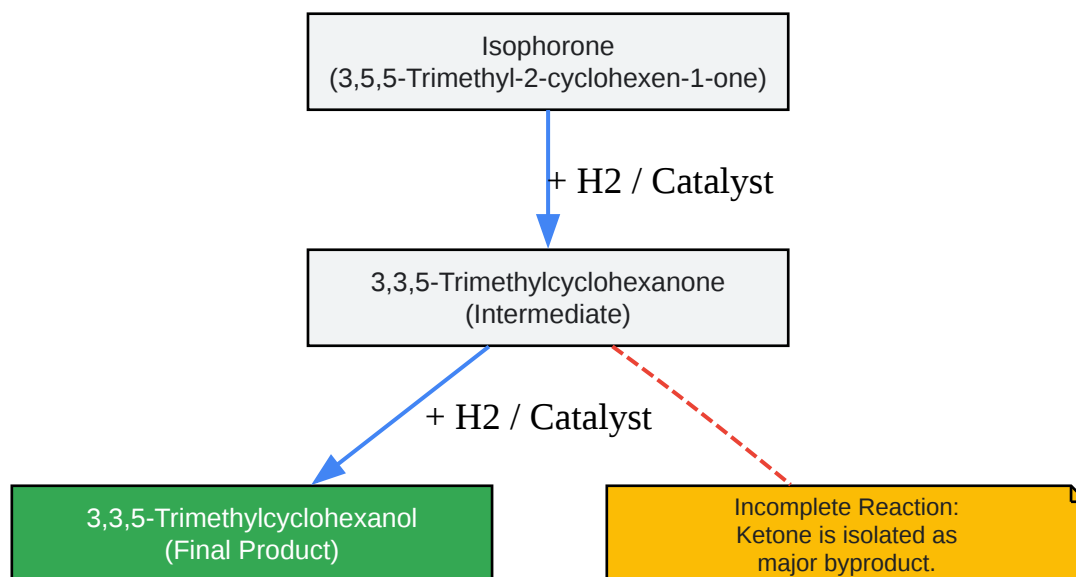 Isophorone
(3,5,5-Trimethyl-2-cyclohexen-1-one)
+ H2 / Catalyst
3,3,5-Trimethylcyclohexanone
(Intermediate)
+ H2 / Catalyst
3,3,5-Trimethylcyclohexanol
(Final Product)
Incomplete Reaction:
Ketone is isolated as
major byproduct.